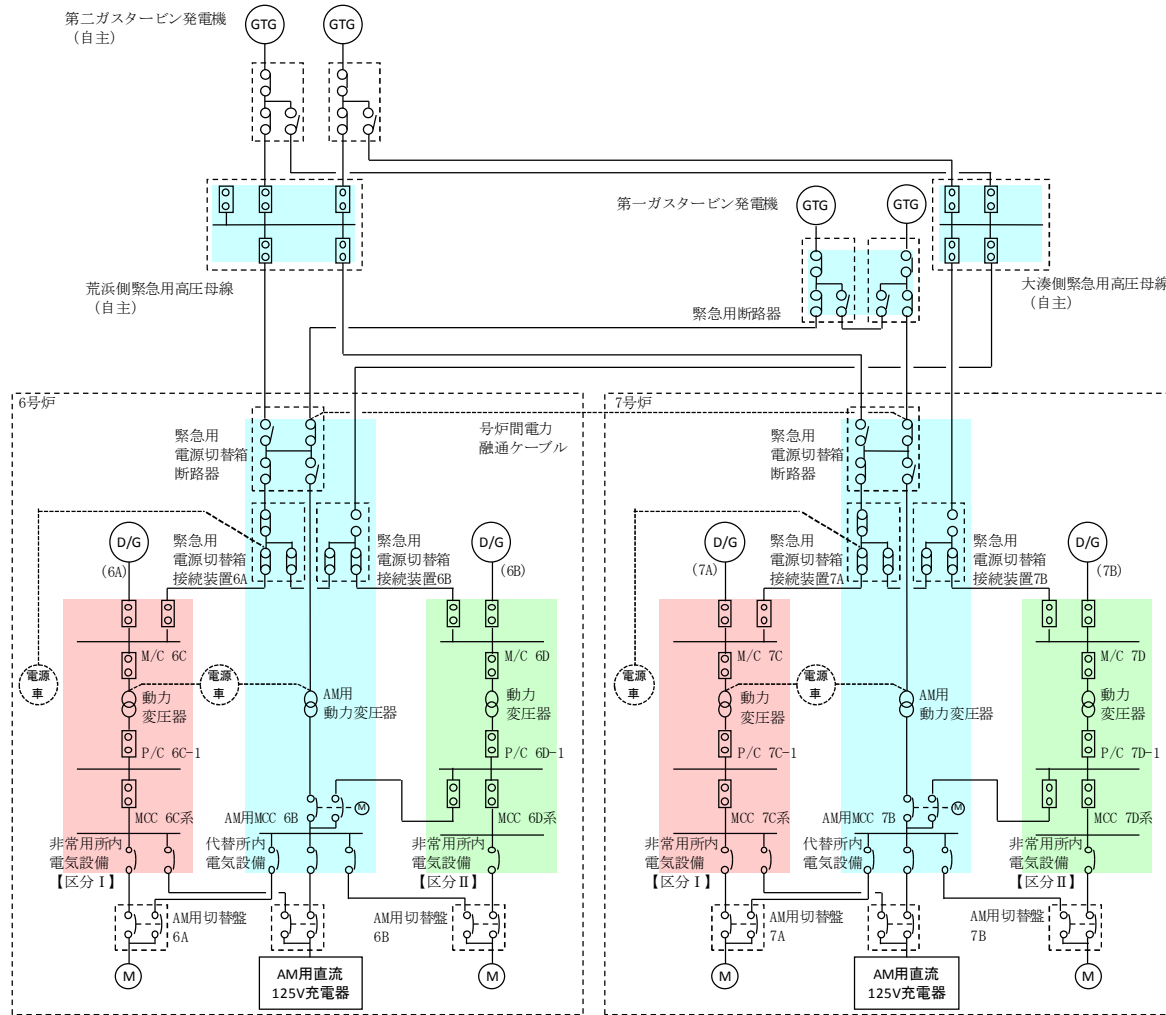 第二ガスタービン発電機
（自主）
GTG
GTG
第一ガスタービン発電機
GTG
GTG
荒浜側緊急用高圧母線
（自主）
緊急用断路器
大湊側緊急用高圧母線
（自主）
6号炉
緊急用
電源切替箱
断路器
号炉間電力
融通ケーブル
D/G
(6A)
緊急用
電源切替箱
接続装置6A
緊急用
電源切替箱
接続装置6B
D/G
(6B)
M/C 6C
M/C 6D
電源
車
電源
車
動力
変圧器
AM用
動力変圧器
動力
変圧器
P/C 6C-1
P/C 6D-1
M
MCC 6C系
AM用MCC 6B
MCC 6D系
非常用所内
電気設備
【区分Ⅰ】
代替所内
電気設備
非常用所内
電気設備
【区分Ⅱ】
AM用切替盤
6A
AM用切替盤
6B
M
AM用直流
125V充電器
M
7号炉
緊急用
電源切替箱
断路器
D/G
(7A)
緊急用
電源切替箱
接続装置7A
緊急用
電源切替箱
接続装置7B
D/G
(7B)
M/C 7C
M/C 7D
電源
車
電源
車
動力
変圧器
AM用
動力変圧器
動力
変圧器
P/C 7C-1
P/C 7D-1
M
MCC 7C系
AM用MCC 7B
MCC 7D系
非常用所内
電気設備
【区分Ⅰ】
代替所内
電気設備
非常用所内
電気設備
【区分Ⅱ】
AM用切替盤
7A
AM用切替盤
7B
M
AM用直流
125V充電器
M